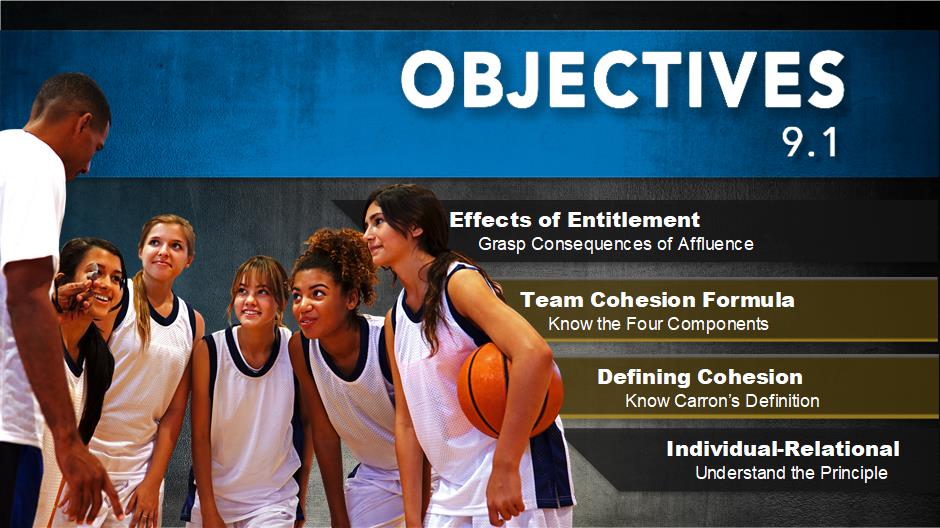 OBJECTIVES
9.1
Effects of Entitlement
Grasp Consequences of Affluence
Team Cohesion Formula
Know the Four Components
Defining Cohesion
Know Carron’s Definition
Individual-Relational
Understand the Principle